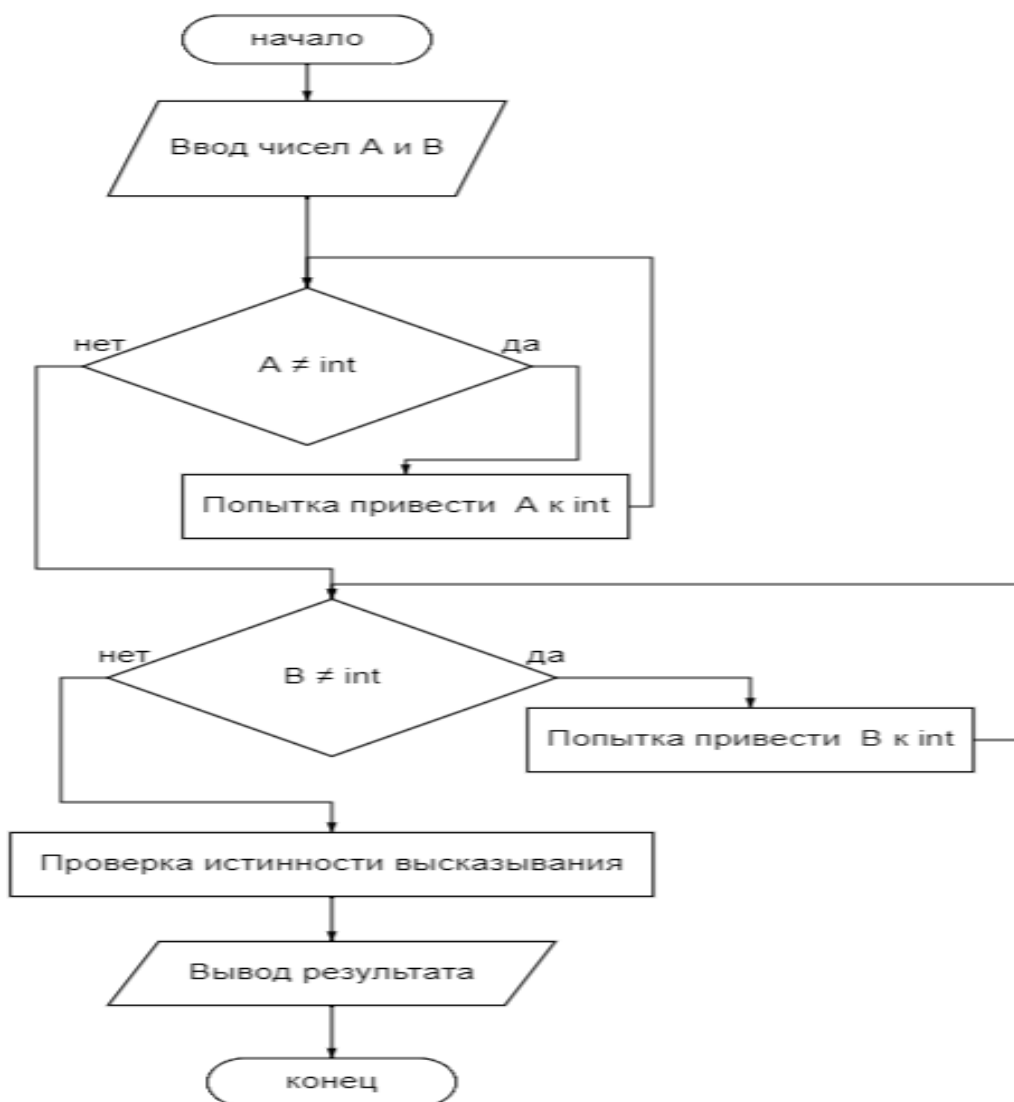 начало
Ввод чисел А и В
нет
да
A ≠ int
Попытка привести А к int
нет
да
B ≠ int
Попытка привести В к int
Проверка истинности высказывания
Вывод результата
конец